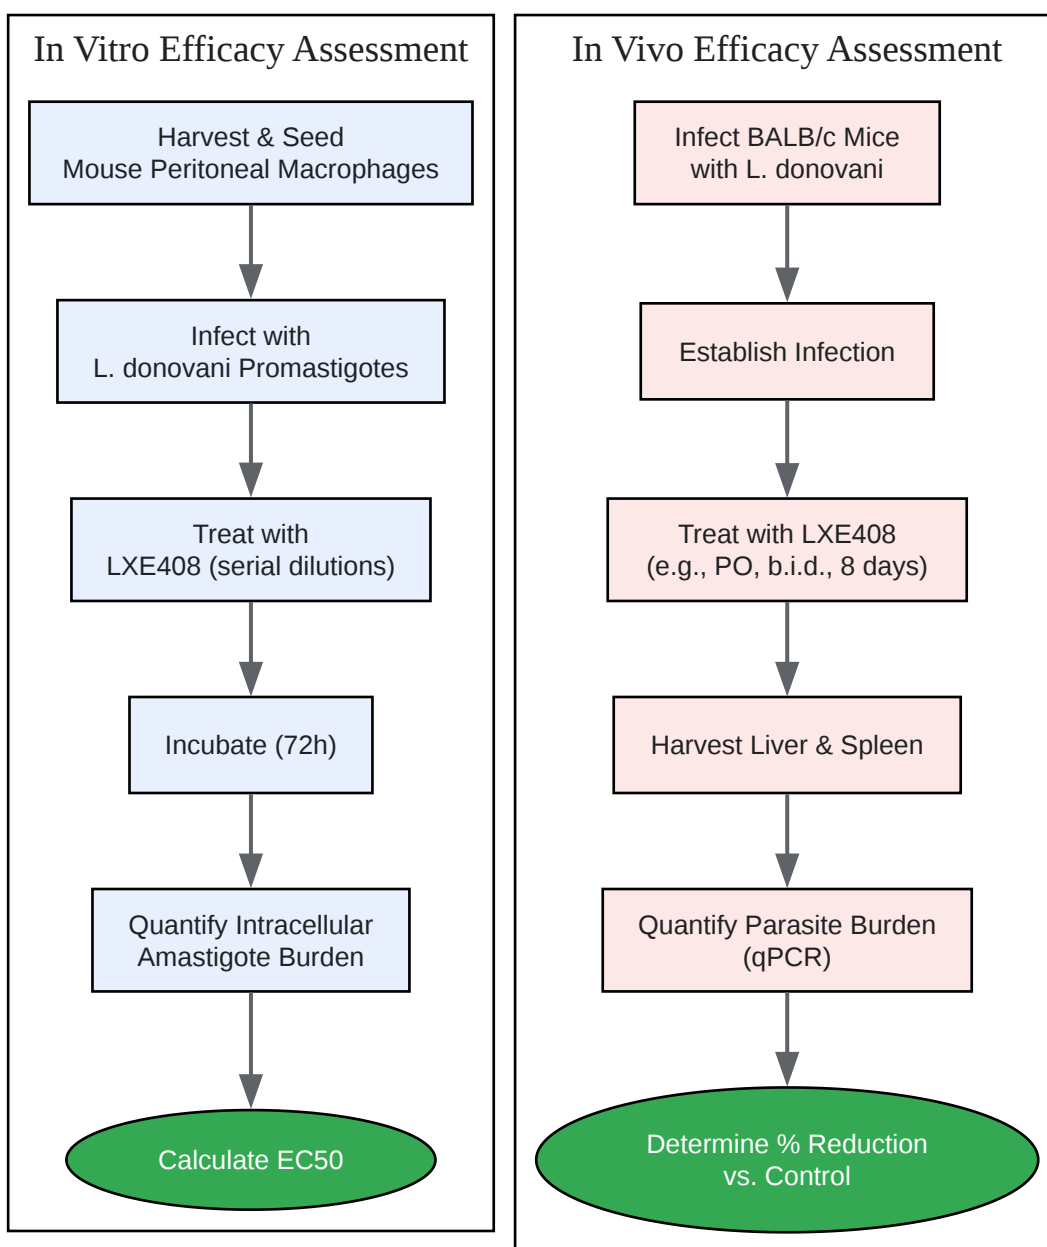 In Vitro Efficacy Assessment
Harvest & Seed
Mouse Peritoneal Macrophages
Infect with
L. donovani Promastigotes
Treat with
LXE408 (serial dilutions)
Incubate (72h)
Quantify Intracellular
Amastigote Burden
Calculate EC50
In Vivo Efficacy Assessment
Infect BALB/c Mice
with L. donovani
Establish Infection
Treat with LXE408
(e.g., PO, b.i.d., 8 days)
Harvest Liver & Spleen
Quantify Parasite Burden
(qPCR)
Determine % Reduction
vs. Control